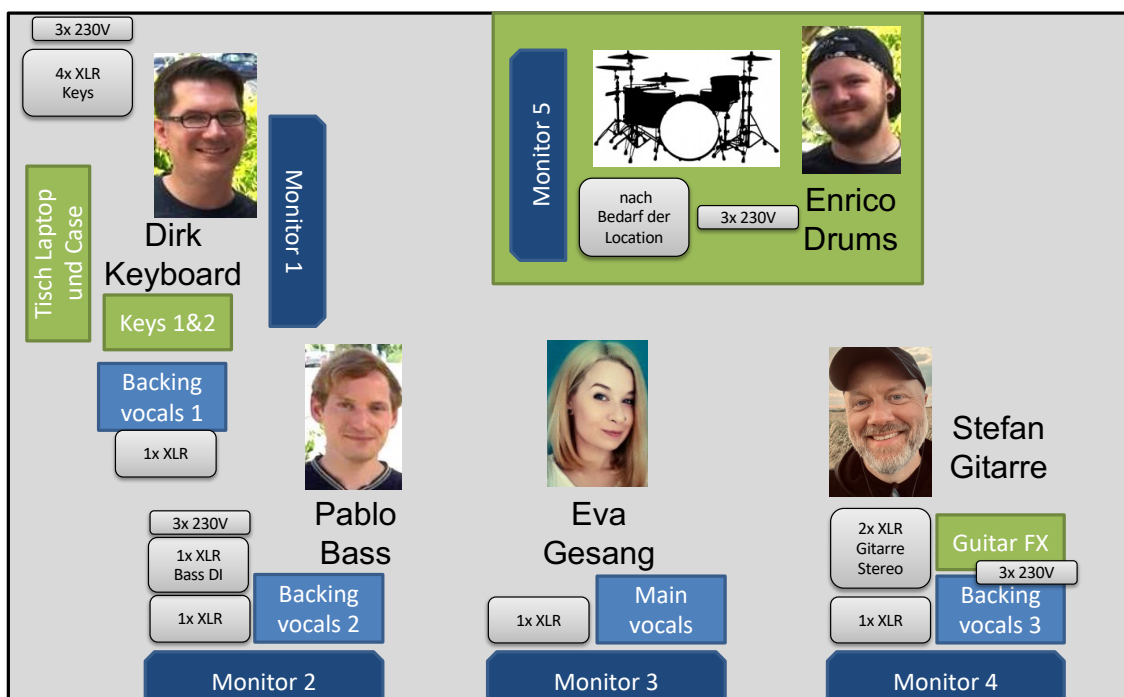 3x 230V
4x XLR
Keys
Tisch Laptop
und Case
Dirk
Keyboard
Monitor 1
Keys 1&2
Backing
vocals 1
1x XLR
Monitor 5
nach
Bedarf der
Location
3x 230V
Enrico
Drums
Pablo
Bass
3x 230V
1x XLR
Bass DI
1x XLR
Backing
vocals 2
Monitor 2
Eva
Gesang
1x XLR
Main
vocals
Monitor 3
Stefan
Gitarre
2x XLR
Gitarre
Stereo
Guitar FX
3x 230V
1x XLR
Backing
vocals 3
Monitor 4